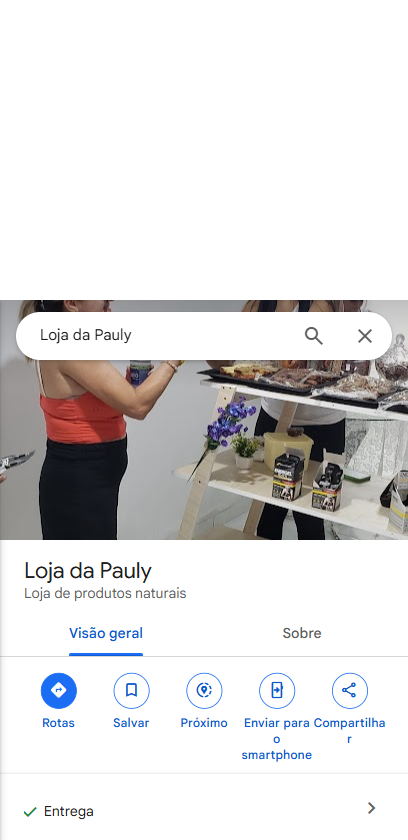 Loja da Pauly
Loja da Pauly
Loja de produtos naturais
Visão geral
Sobre
Rotas
Salvar
Próximo
Enviar para
o
smartphone
Compartilha
r
Entrega